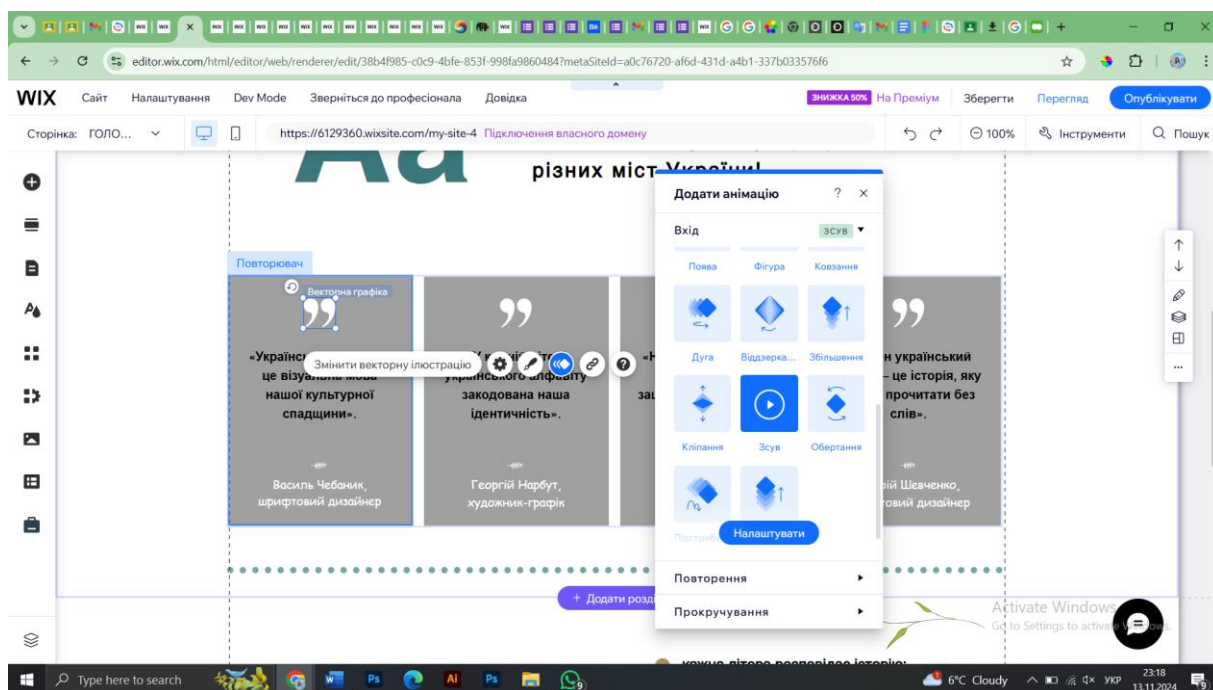 editor.wix.com/html/editor/web/renderer/edit/38b4f985-c0c9-4bfe-853f-998fa9860484?metaSiteId=a0c76720-af6d-431d-a4b1-337b033576f6
WIX Сайт Налаштування Dev Mode Зверніться до професіонала Довідка ЗНИЖКА 50% На Преміум Зберегти Перегляд Опублікувати
Сторінка: ГОЛО... https://6129360.wixsite.com/my-site-4 Підключення власного домену 100% Інструменти Пошук
Aa
різних міст України!
Додати анімацію ? ×
Вхід ЗСУВ
Поява Фігура Ковзання
Дуга Віддзерка... Збільшення
Кліпання Зсув Обертання
Налаштувати
Повторення
Прокручування
Повторювач
Векторна графіка
Змінити векторну ілюстрацію
це візуальна мова
нашої культурної
спадщини».
Василь Чебаник,
шрифтовий дизайнер
українського алфавіту
закодована наша
ідентичність».
Георгій Нарбут,
художник-графік
н український
– це історія, яку
прочитати без
слів».
ій Шевченко,
товий дизайнер
+ Додати розді
кожна літера розповідає історію:
Activate Windows
Go to Settings to activate Windows.
Type here to search
6°C Cloudy УКР 23:18
13.11.2024